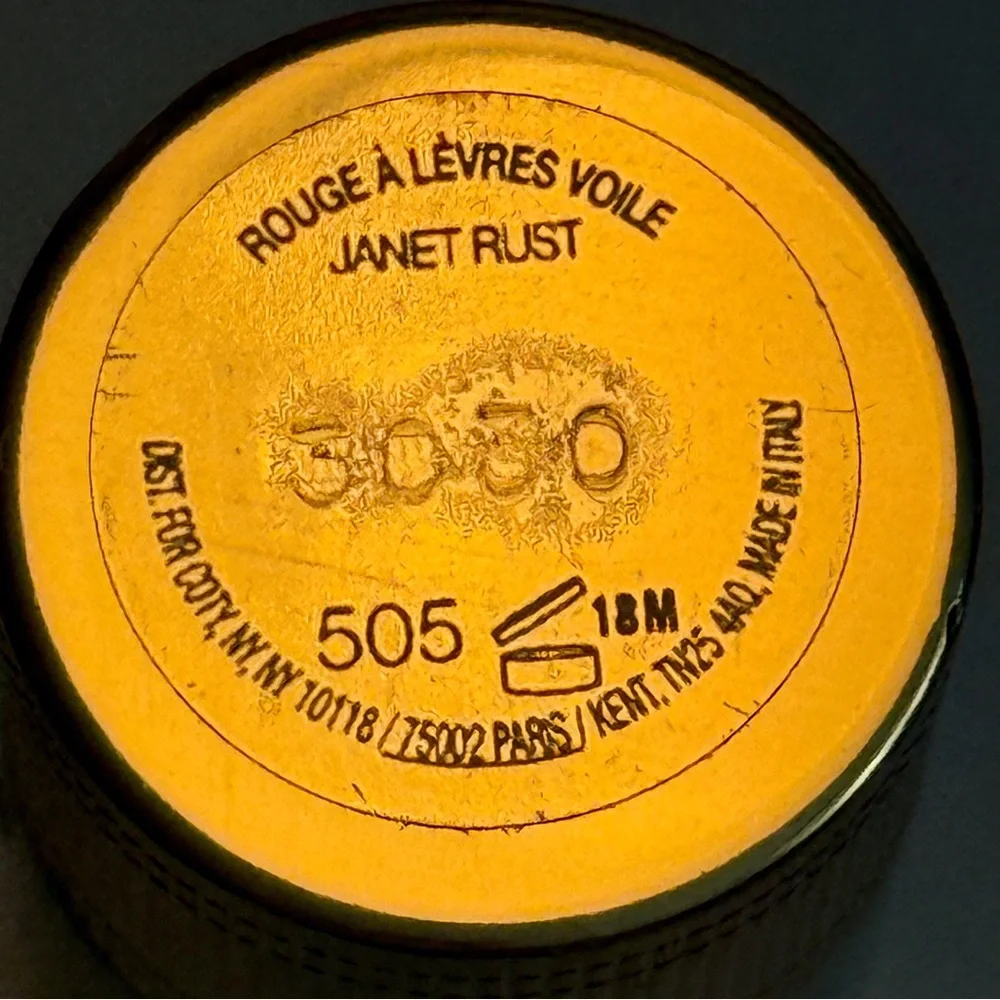 ROUGE À LÈVRES VOILE
JANET RUST
3030
505 18M
DIST. FOR COTY, NY, NY 10118 / 75002 PARIS / KENT, TN25 4AQ, MADE IN ITALY